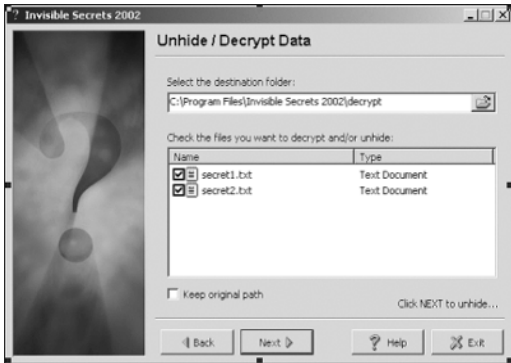 ? Invisible Secrets 2002
Unhide / Decrypt Data
Select the destination folder:
C:\Program Files\Invisible Secrets 2002\decrypt
Check the files you want to decrypt and/or unhide:
Name Type
secret1.txt Text Document
secret2.txt Text Document
Keep original path
Click NEXT to unhide...
Back Next ? Help Exit